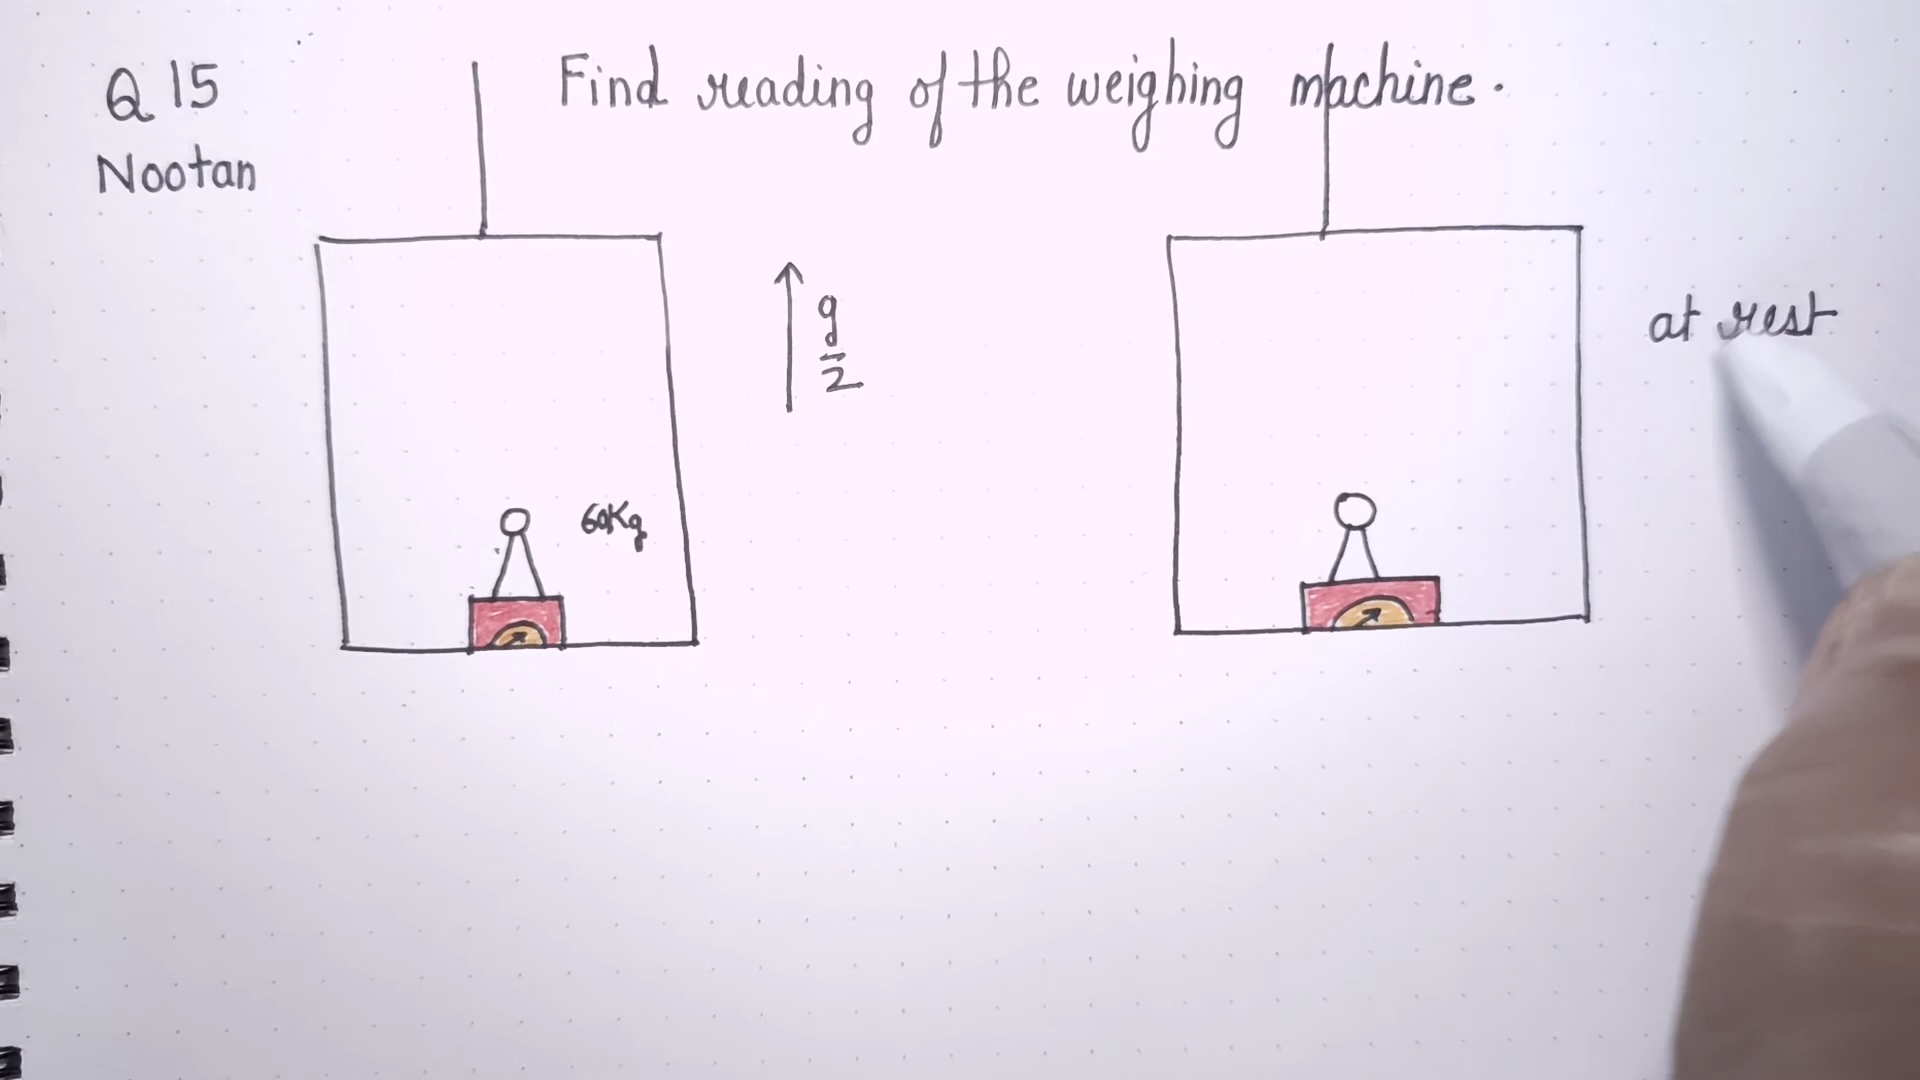 Q 15
Nootan
Find reading of the weighing machine.
g/2
at rest
60Kg